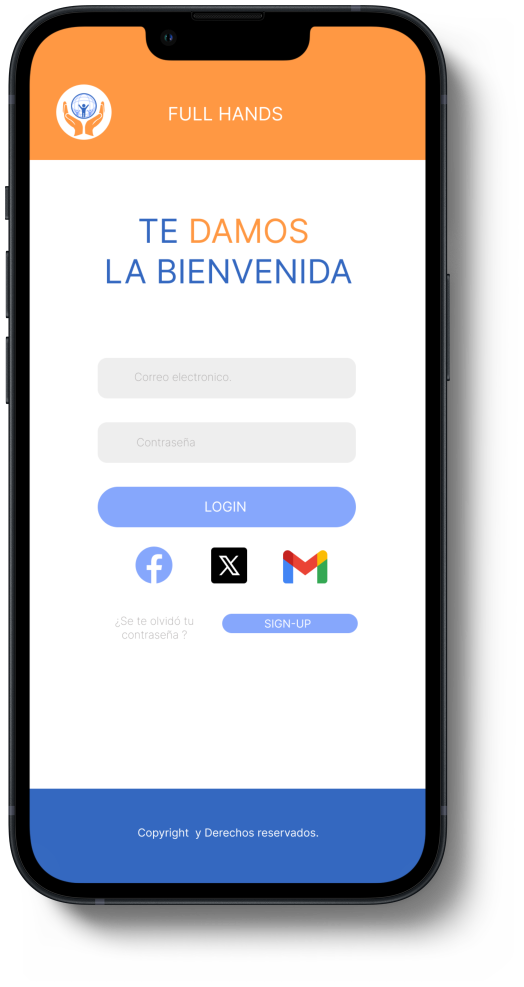 FULL HANDS
TE DAMOS
LA BIENVENIDA
Correo electronico.
Contraseña
LOGIN
¿Se te olvidó tu
contraseña ?
SIGN-UP
Copyright  y Derechos reservados.